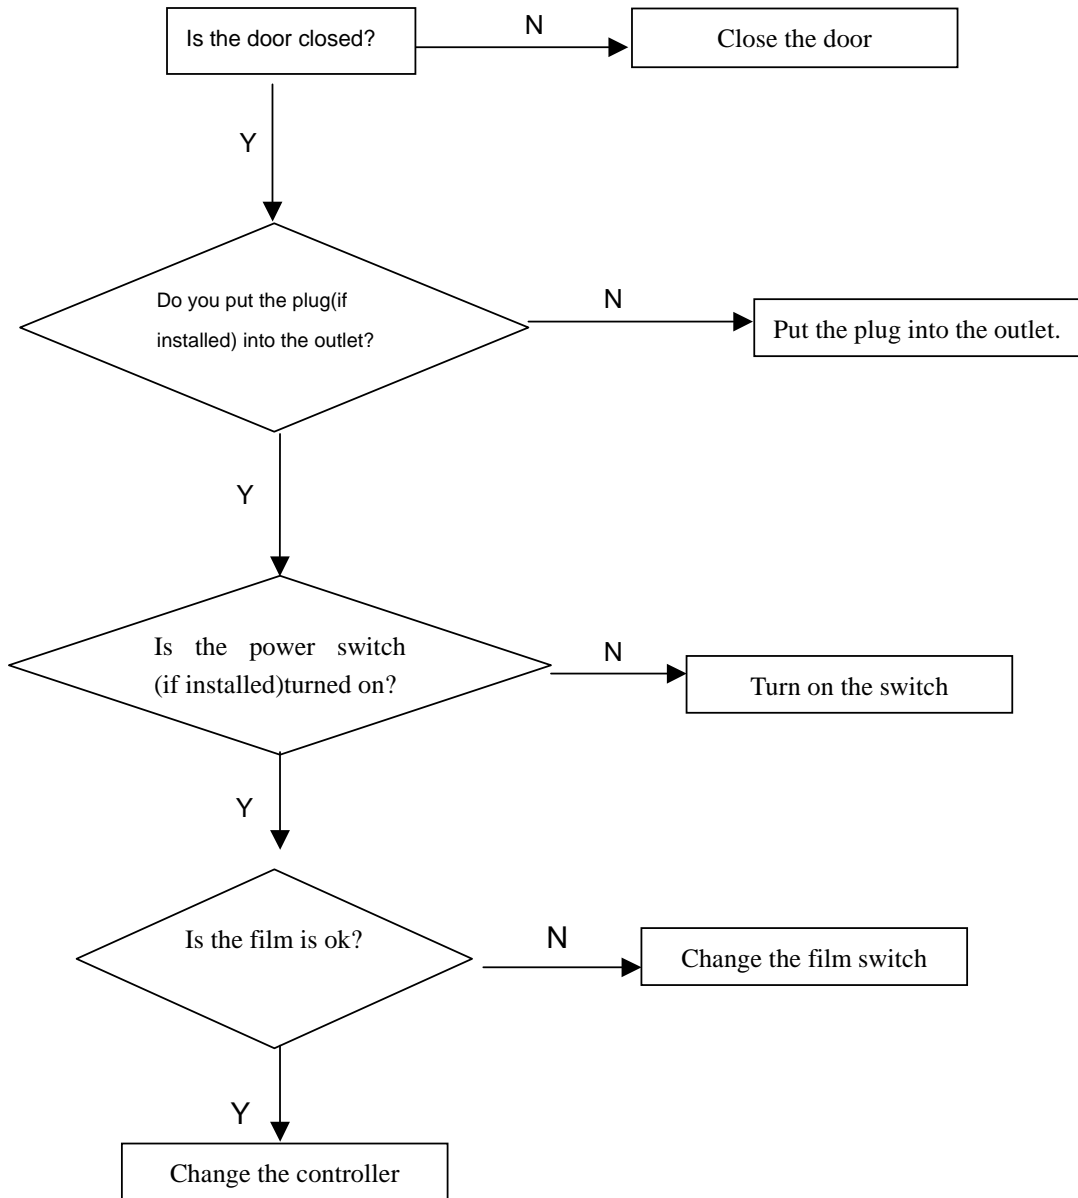 Is the door closed?
N
Close the door
Y
Do you put the plug(if
installed) into the outlet?
N
Put the plug into the outlet.
Y
Is the power switch
(if installed)turned on?
N
Turn on the switch
Y
Is the film is ok?
N
Change the film switch
Y
Change the controller